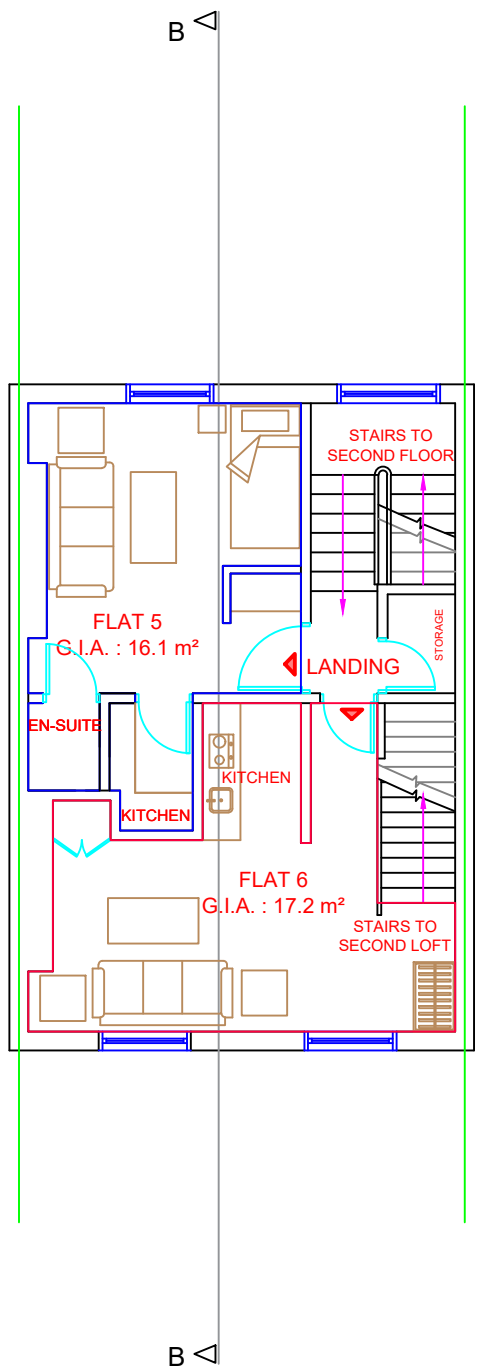 B
STAIRS TO
SECOND FLOOR
FLAT 5
G.I.A. : 16.1 m²
STORAGE
LANDING
EN-SUITE
KITCHEN
KITCHEN
FLAT 6
G.I.A. : 17.2 m²
STAIRS TO
SECOND LOFT
B